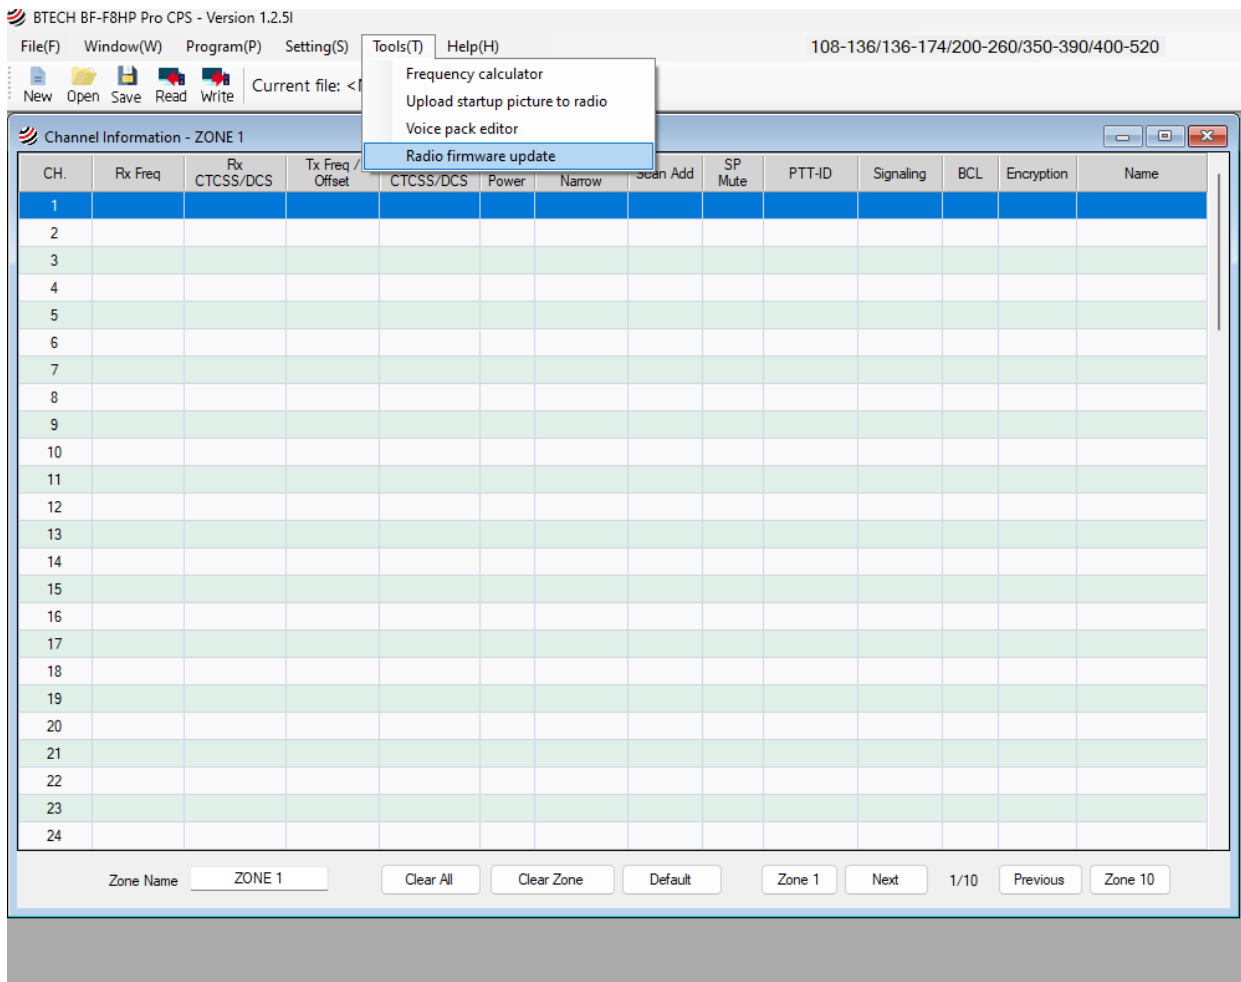 BTECH BF-F8HP Pro CPS - Version 1.2.5I
File(F) Window(W) Program(P) Setting(S) Tools(T) Help(H) 108-136/136-174/200-260/350-390/400-520
New Open Save Read Write Current file: <
Frequency calculator
Upload startup picture to radio
Voice pack editor
Radio firmware update
Channel Information - ZONE 1
CH. Rx Freq Rx CTCSS/DCS Tx Freq / Offset CTCSS/DCS Power Narrow Scan Add SP Mute PTT-ID Signaling BCL Encryption Name
1
2
3
4
5
6
7
8
9
10
11
12
13
14
15
16
17
18
19
20
21
22
23
24
Zone Name ZONE 1 Clear All Clear Zone Default Zone 1 Next 1/10 Previous Zone 10